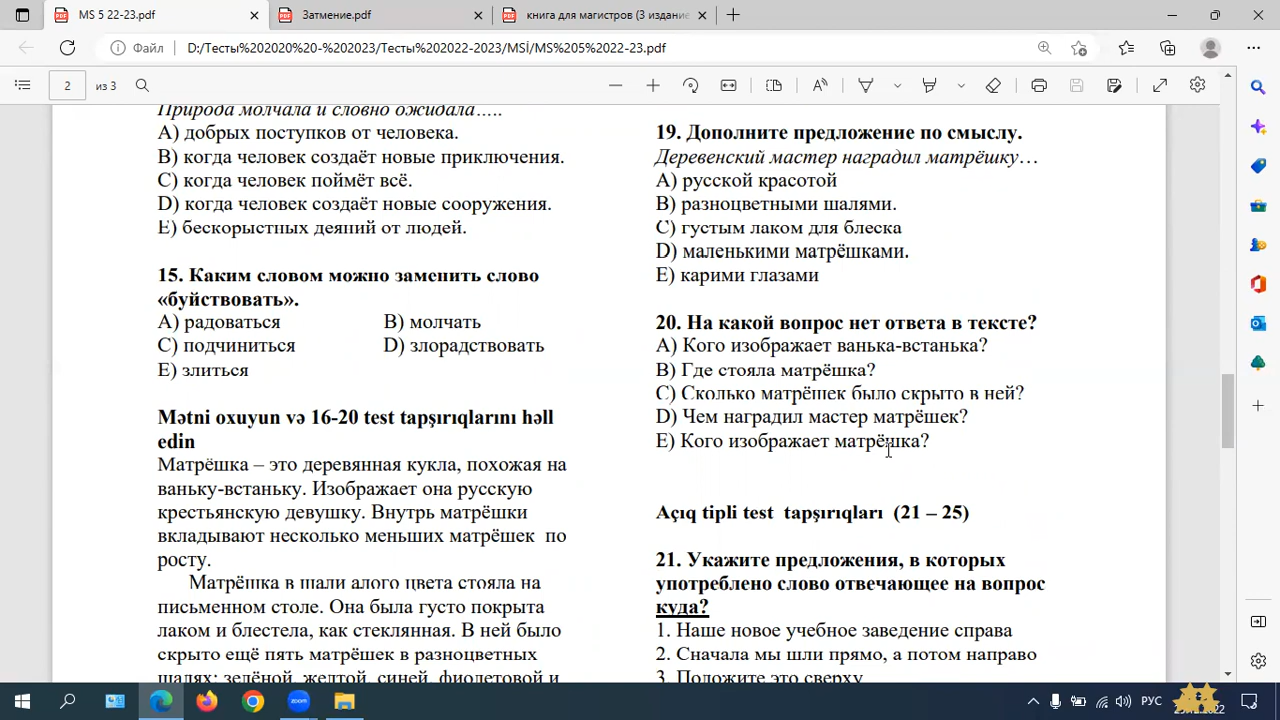 MS 5 22-23.pdf
Затмение.pdf
книга для магистров (3 издание
Файл
D:/Тесты%202020%20-%202023/Тесты%2022-2023/MSİ/MS%205%2022-23.pdf
2 из 3
Природа молчала и словно ожидала…..
A) добрых поступков от человека.
B) когда человек создаёт новые приключения.
C) когда человек поймёт всё.
D) когда человек создаёт новые сооружения.
E) бескорыстных деяний от людей.
15. Каким словом можно заменить слово
«буйствовать».
A) радоваться B) молчать
C) подчиниться D) злорадствовать
E) злиться
Mətni oxuyun və 16-20 test tapşırıqlarını həll
edin
Матрёшка – это деревянная кукла, похожая на
ваньку-встаньку. Изображает она русскую
крестьянскую девушку. Внутрь матрёшки
вкладывают несколько меньших матрёшек по
росту.
Матрёшка в шали алого цвета стояла на
письменном столе. Она была густо покрыта
лаком и блестела, как стеклянная. В ней было
скрыто ещё пять матрёшек в разноцветных
шалях: зелёной, желтой, синей, фиолетовой и
19. Дополните предложение по смыслу.
Деревенский мастер наградил матрёшку…
A) русской красотой
B) разноцветными шалями.
C) густым лаком для блеска
D) маленькими матрёшками.
E) карими глазами
20. На какой вопрос нет ответа в тексте?
A) Кого изображает ванька-встанька?
B) Где стояла матрёшка?
C) Сколько матрёшек было скрыто в ней?
D) Чем наградил мастер матрёшек?
E) Кого изображает матрёшка?
Açıq tipli test tapşırıqları (21 – 25)
21. Укажите предложения, в которых
употреблено слово отвечающее на вопрос
куда?
1. Наше новое учебное заведение справа
2. Сначала мы шли прямо, а потом направо
3. Положите это сверху
zoom
РУС